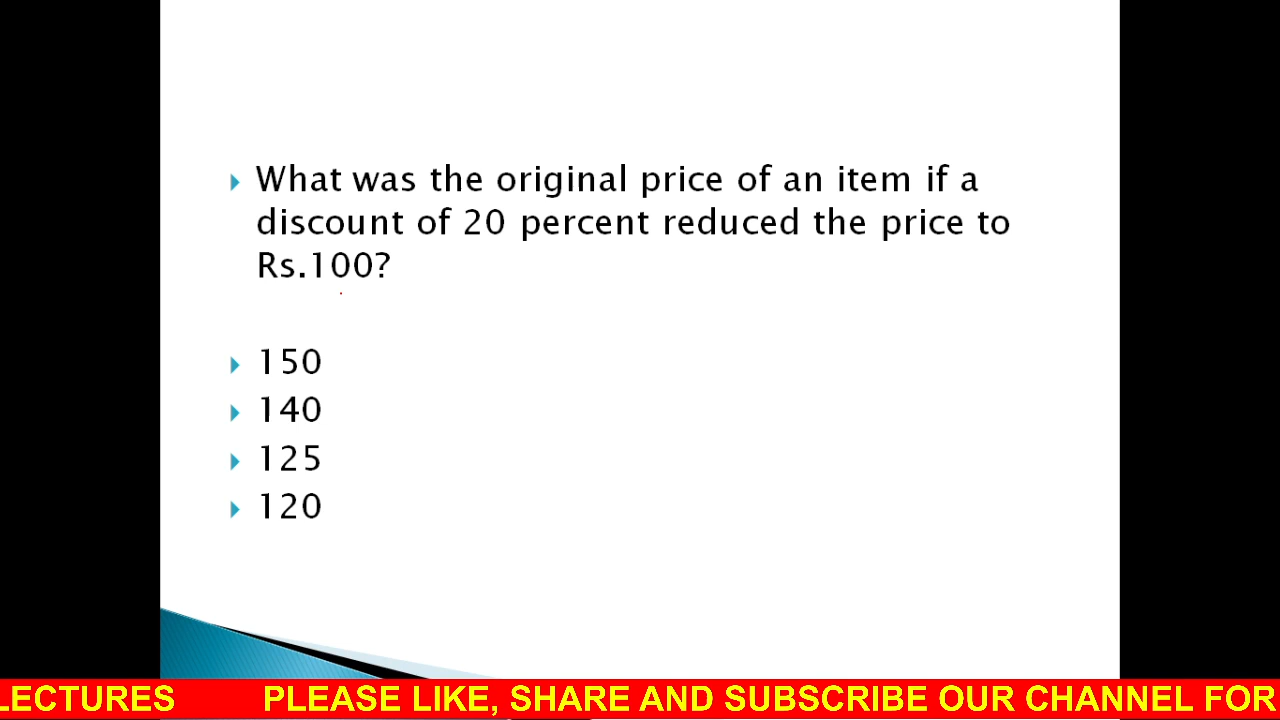 What was the original price of an item if a
discount of 20 percent reduced the price to
Rs.100?
150
140
125
120
LECTURES PLEASE LIKE, SHARE AND SUBSCRIBE OUR CHANNEL FOR